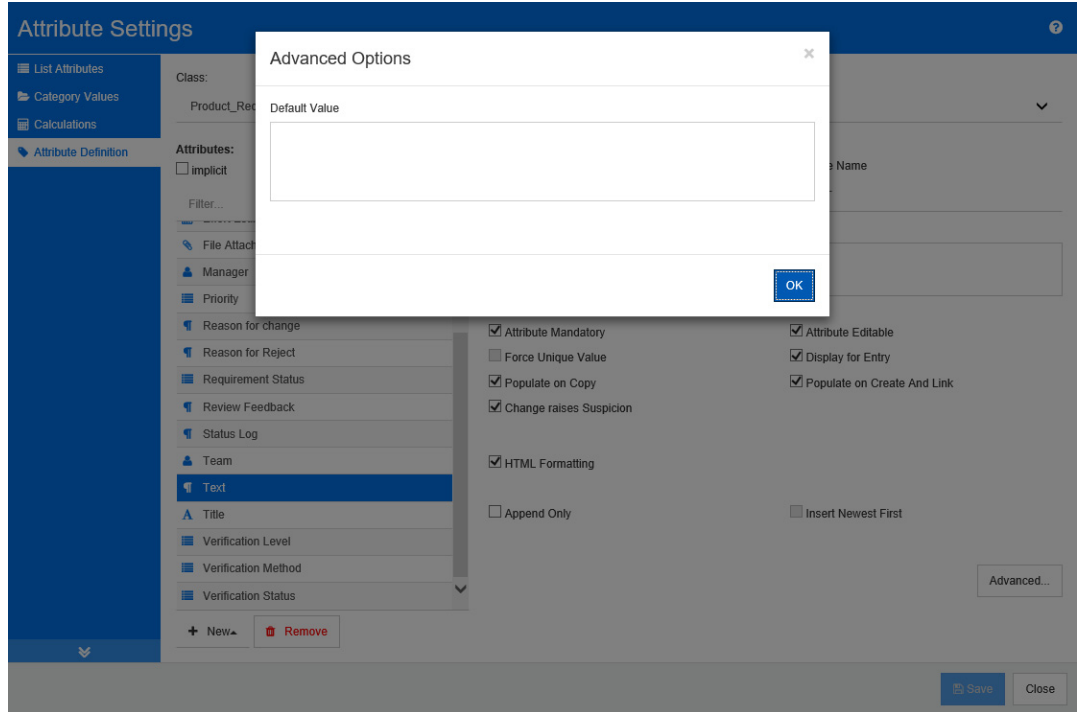 Attribute Settings
List Attributes
Category Values
Calculations
Attribute Definition
Class:
Product_Rec
Attributes:
implicit
Filter...
File Attach
Manager
Priority
Reason for change
Reason for Reject
Requirement Status
Review Feedback
Status Log
Team
Text
Title
Verification Level
Verification Method
Verification Status
New
Remove
Advanced Options
×
Default Value
OK
Name
Attribute Mandatory
Attribute Editable
Force Unique Value
Display for Entry
Populate on Copy
Populate on Create And Link
Change raises Suspicion
HTML Formatting
Append Only
Insert Newest First
Advanced...
Save
Close